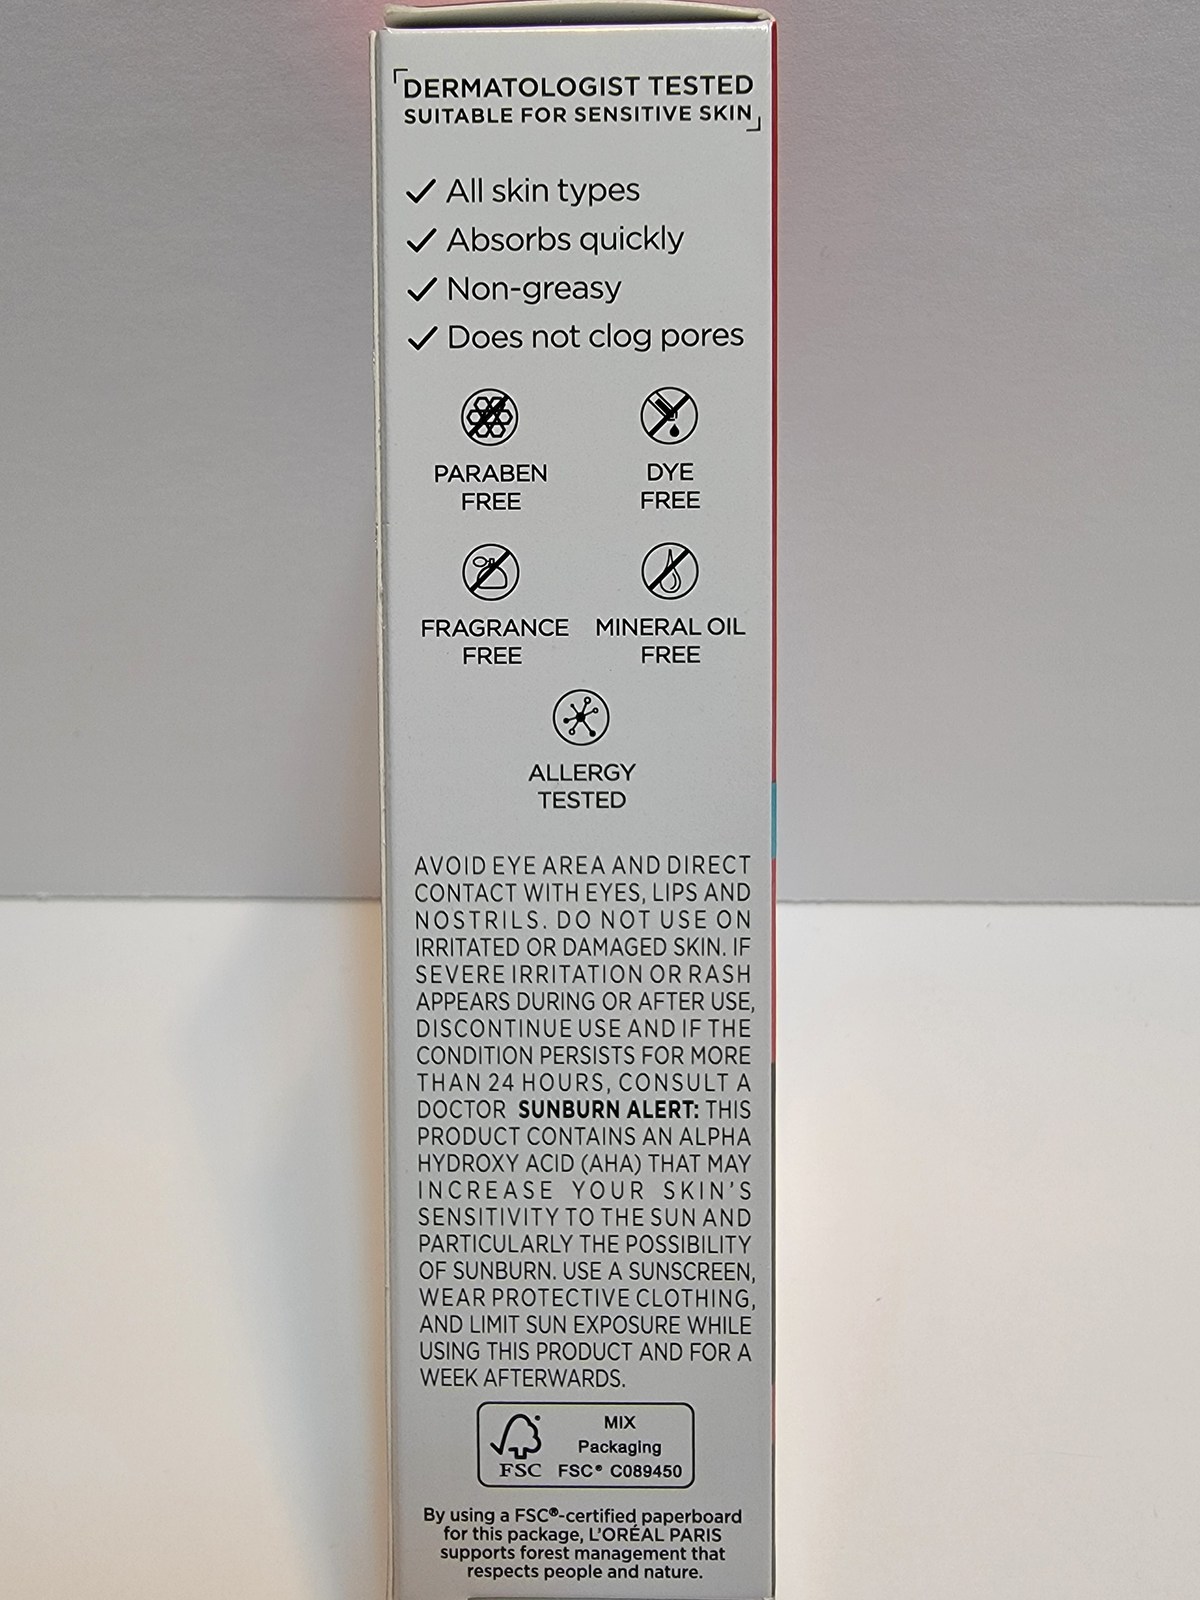 DERMATOLOGIST TESTED
SUITABLE FOR SENSITIVE SKIN
✓ All skin types
✓ Absorbs quickly
✓ Non-greasy
✓ Does not clog pores
PARABEN FREE
DYE FREE
FRAGRANCE FREE
MINERAL OIL FREE
ALLERGY
TESTED
AVOID EYE AREA AND DIRECT
CONTACT WITH EYES, LIPS AND
NOSTRILS. DO NOT USE ON
IRRITATED OR DAMAGED SKIN. IF
SEVERE IRRITATION OR RASH
APPEARS DURING OR AFTER USE,
DISCONTINUE USE AND IF THE
CONDITION PERSISTS FOR MORE
THAN 24 HOURS, CONSULT A
DOCTOR SUNBURN ALERT: THIS
PRODUCT CONTAINS AN ALPHA
HYDROXY ACID (AHA) THAT MAY
INCREASE YOUR SKIN'S
SENSITIVITY TO THE SUN AND
PARTICULARLY THE POSSIBILITY
OF SUNBURN. USE A SUNSCREEN,
WEAR PROTECTIVE CLOTHING,
AND LIMIT SUN EXPOSURE WHILE
USING THIS PRODUCT AND FOR A
WEEK AFTERWARDS.
MIX
Packaging
FSC FSC® C089450
By using a FSC®-certified paperboard
for this package, L'ORÉAL PARIS
supports forest management that
respects people and nature.